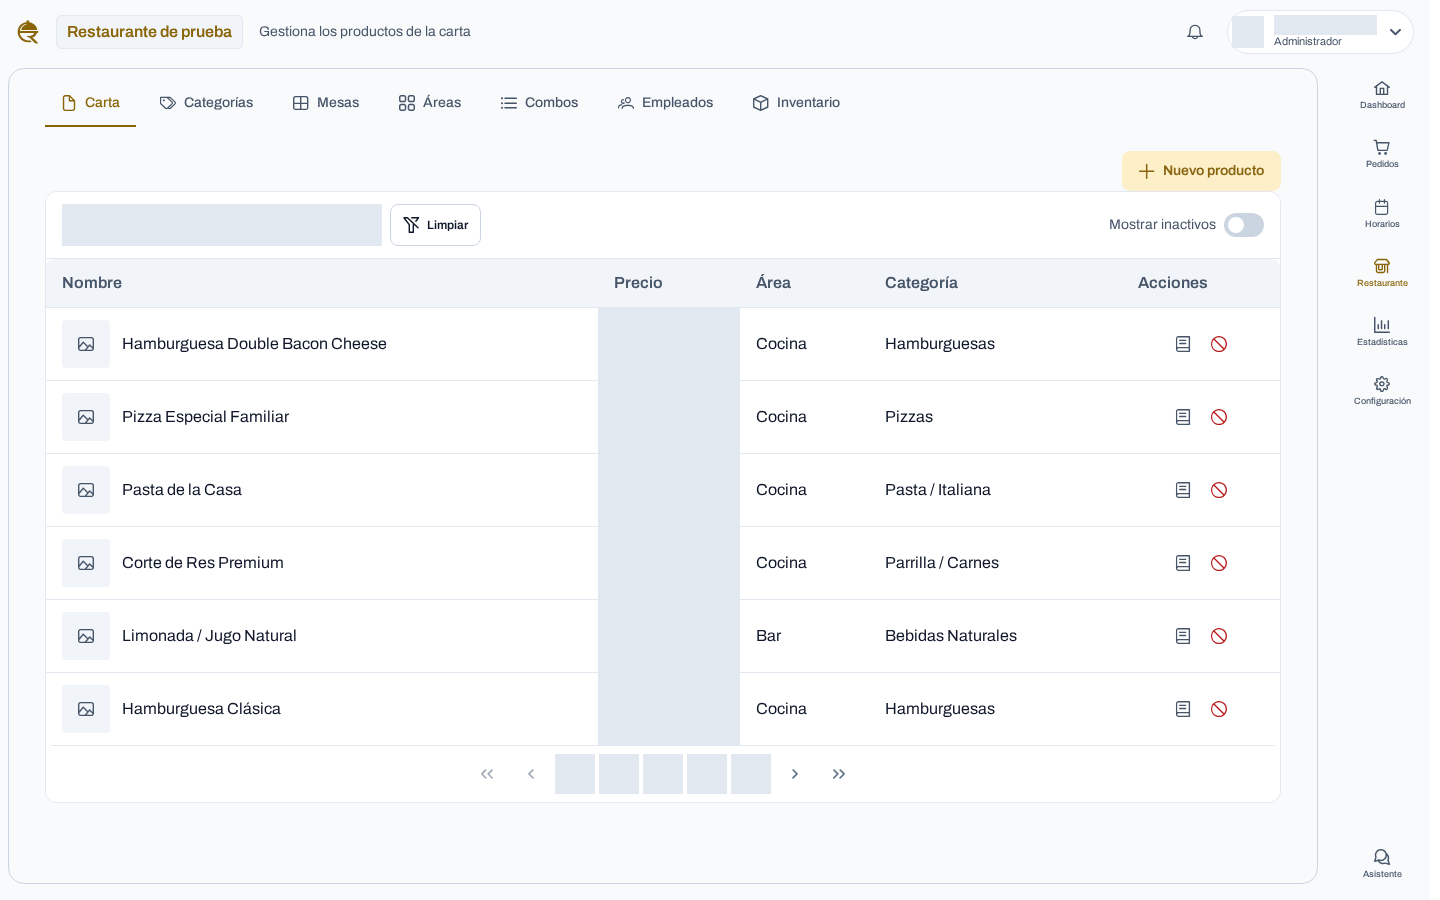 Restaurante de prueba
Gestiona los productos de la carta
Administrador
Carta
Categorías
Mesas
Áreas
Combos
Empleados
Inventario
Nuevo producto
Limpiar
Mostrar inactivos
Nombre
Precio
Área
Categoría
Acciones
Hamburguesa Double Bacon Cheese
Cocina
Hamburguesas
Pizza Especial Familiar
Cocina
Pizzas
Pasta de la Casa
Cocina
Pasta / Italiana
Corte de Res Premium
Cocina
Parrilla / Carnes
Limonada / Jugo Natural
Bar
Bebidas Naturales
Hamburguesa Clásica
Cocina
Hamburguesas
Dashboard
Pedidos
Horarios
Restaurante
Estadísticas
Configuración
Asistente